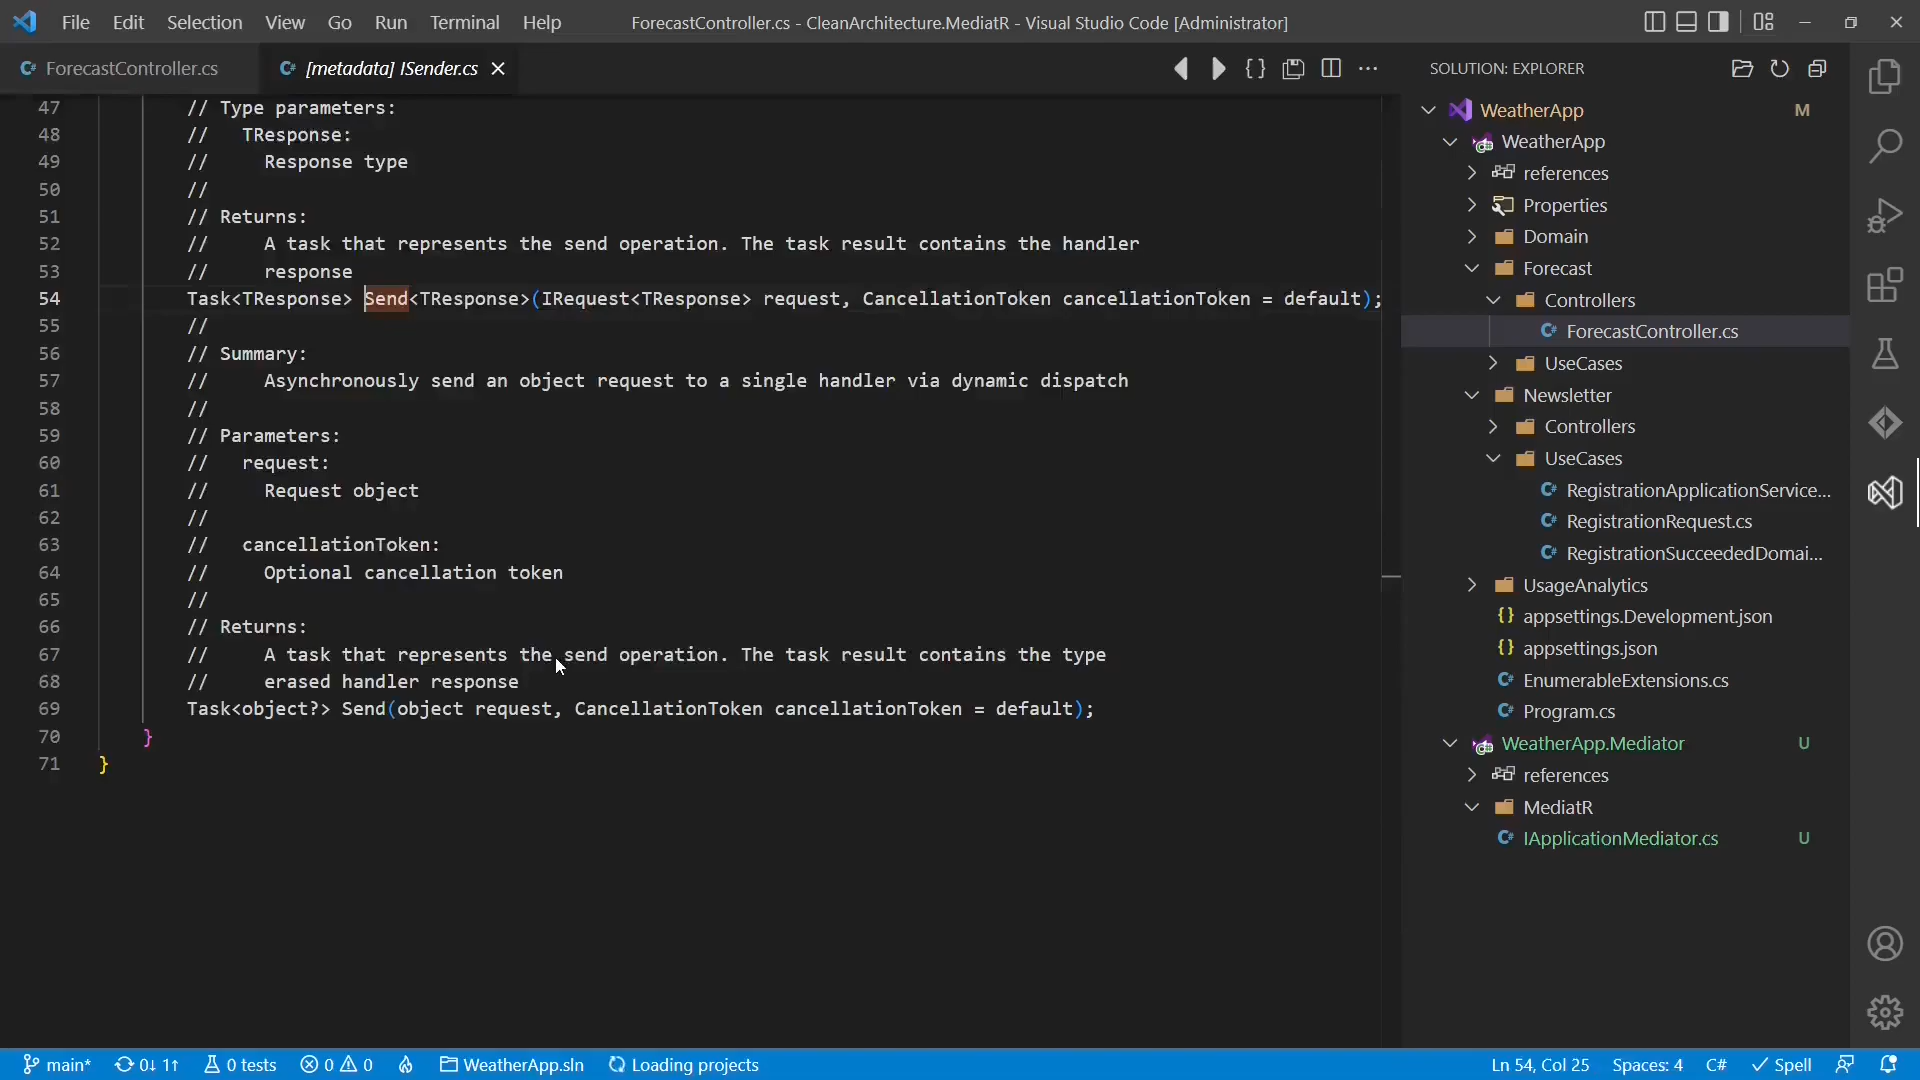 File Edit Selection View Go Run Terminal Help
ForecastController.cs - CleanArchitecture.MediatR - Visual Studio Code [Administrator]
ForecastController.cs
[metadata] ISender.cs
47 // Type parameters:
48 // TResponse:
49 // Response type
50 //
51 // Returns:
52 // A task that represents the send operation. The task result contains the handler
53 // response
54 Task<TResponse> Send<TResponse>(IRequest<TResponse> request, CancellationToken cancellationToken = default);
55 //
56 // Summary:
57 // Asynchronously send an object request to a single handler via dynamic dispatch
58 //
59 // Parameters:
60 // request:
61 // Request object
62 //
63 // cancellationToken:
64 // Optional cancellation token
65 //
66 // Returns:
67 // A task that represents the send operation. The task result contains the type
68 // erased handler response
69 Task<object?> Send(object request, CancellationToken cancellationToken = default);
70 }
71 }
SOLUTION: EXPLORER
WeatherApp M
WeatherApp
references
Properties
Domain
Forecast
Controllers
ForecastController.cs
UseCases
Newsletter
Controllers
UseCases
RegistrationApplicationService...
RegistrationRequest.cs
RegistrationSucceededDomai...
UsageAnalytics
appsettings.Development.json
appsettings.json
EnumerableExtensions.cs
Program.cs
WeatherApp.Mediator U
references
MediatR
IApplicationMediator.cs U
main* 0↓ 1↑ 0 tests 0 0 WeatherApp.sln Loading projects Ln 54, Col 25 Spaces: 4 C# Spell